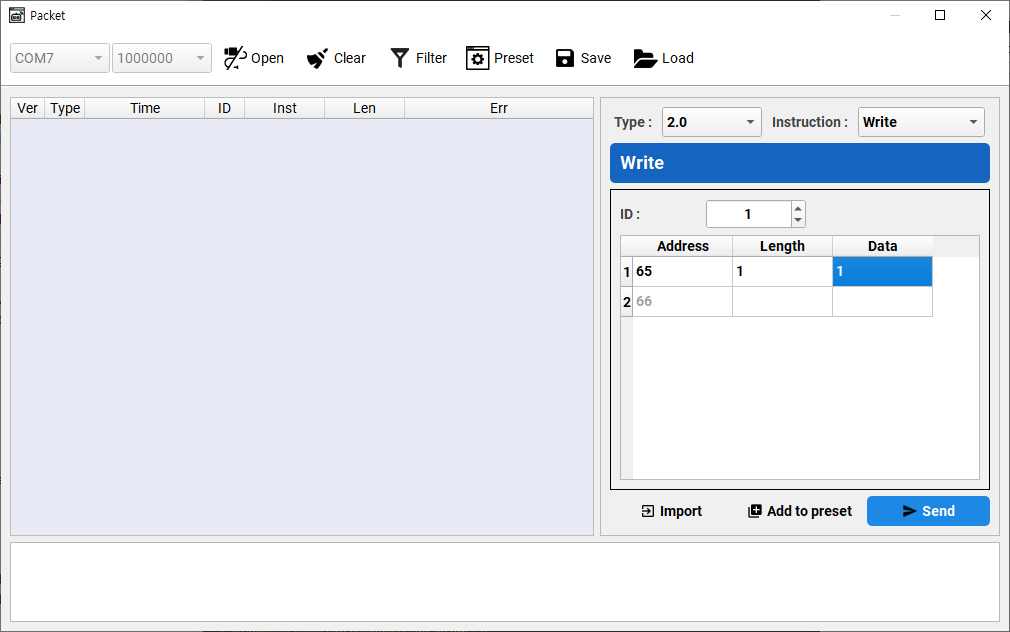 Packet
COM7 1000000 Open Clear Filter Preset Save Load
Ver Type Time ID Inst Len Err
Type : 2.0 Instruction : Write
Write
ID : 1
Address Length Data
1 65 1 1
2 66
Import Add to preset Send